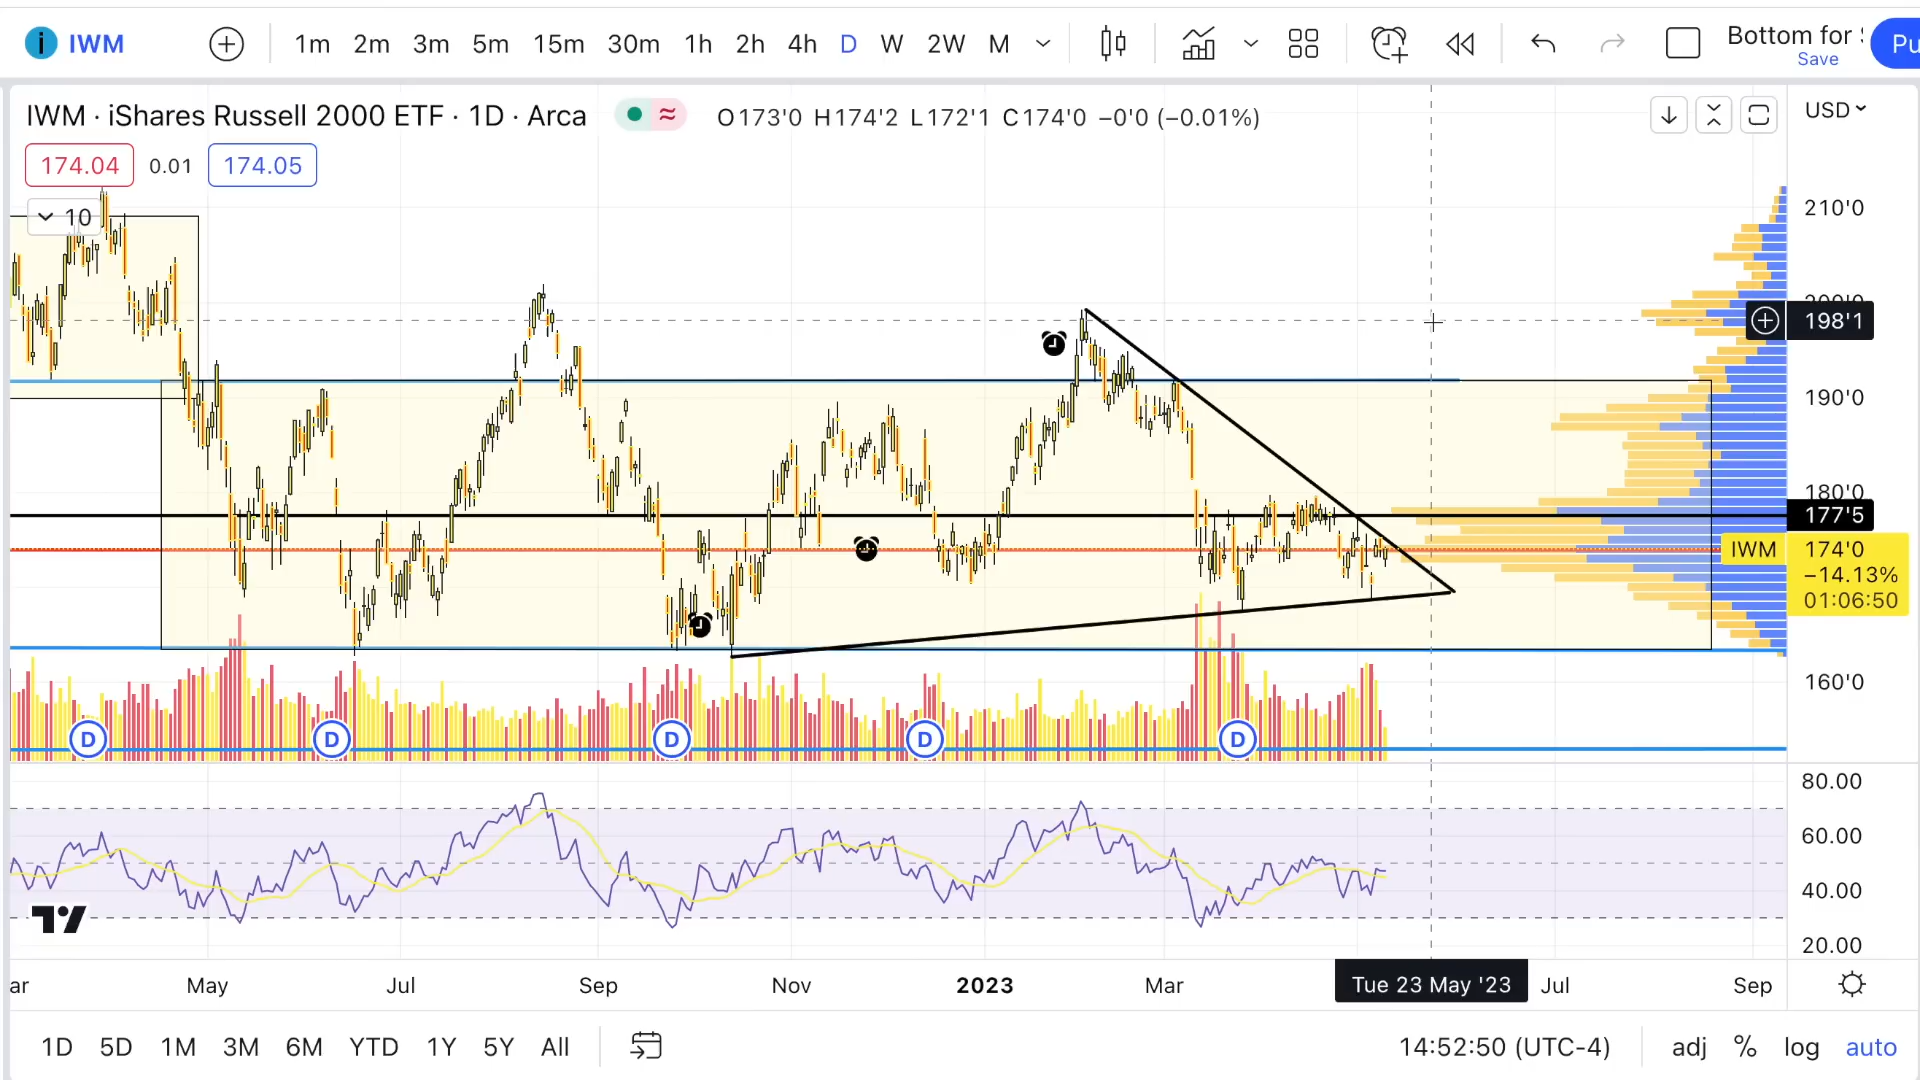 i IWM 1m 2m 3m 5m 15m 30m 1h 2h 4h D W 2W M Bottom for Save Pu
IWM · iShares Russell 2000 ETF · 1D · Arca O173'0 H174'2 L172'1 C174'0 −0'0 (−0.01%) USD
174.04 0.01 174.05
10
210'0
200'0
198'1
190'0
180'0
177'5
IWM 174'0
−14.13%
01:06:50
160'0
D D D D D
80.00
60.00
40.00
20.00
ar May Jul Sep Nov 2023 Mar Tue 23 May '23 Jul Sep
1D 5D 1M 3M 6M YTD 1Y 5Y All 14:52:50 (UTC-4) adj % log auto